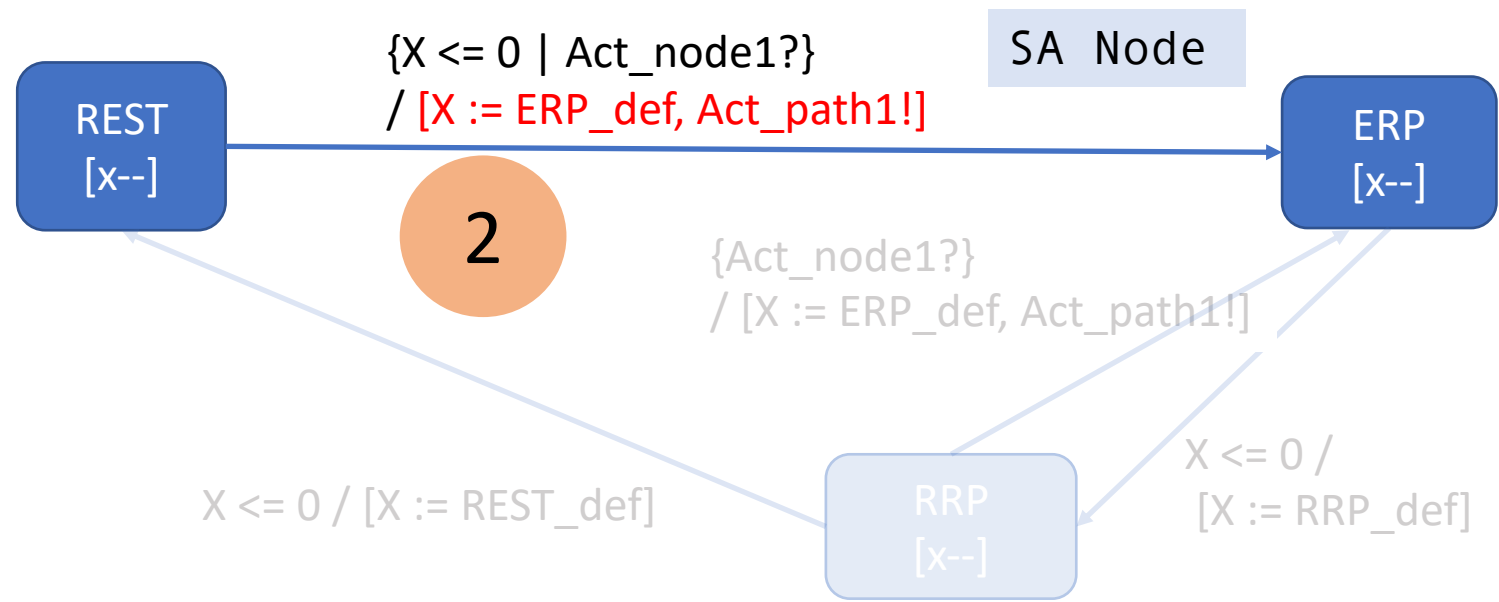 {X <= 0 | Act_node1?}
/ [X := ERP_def, Act_path1!]
SA Node
REST
[x--]
ERP
[x--]
2
{Act_node1?}
/ [X := ERP_def, Act_path1!]
X <= 0 /
[X := RRP_def]
X <= 0 / [X := REST_def]
RRP
[x--]